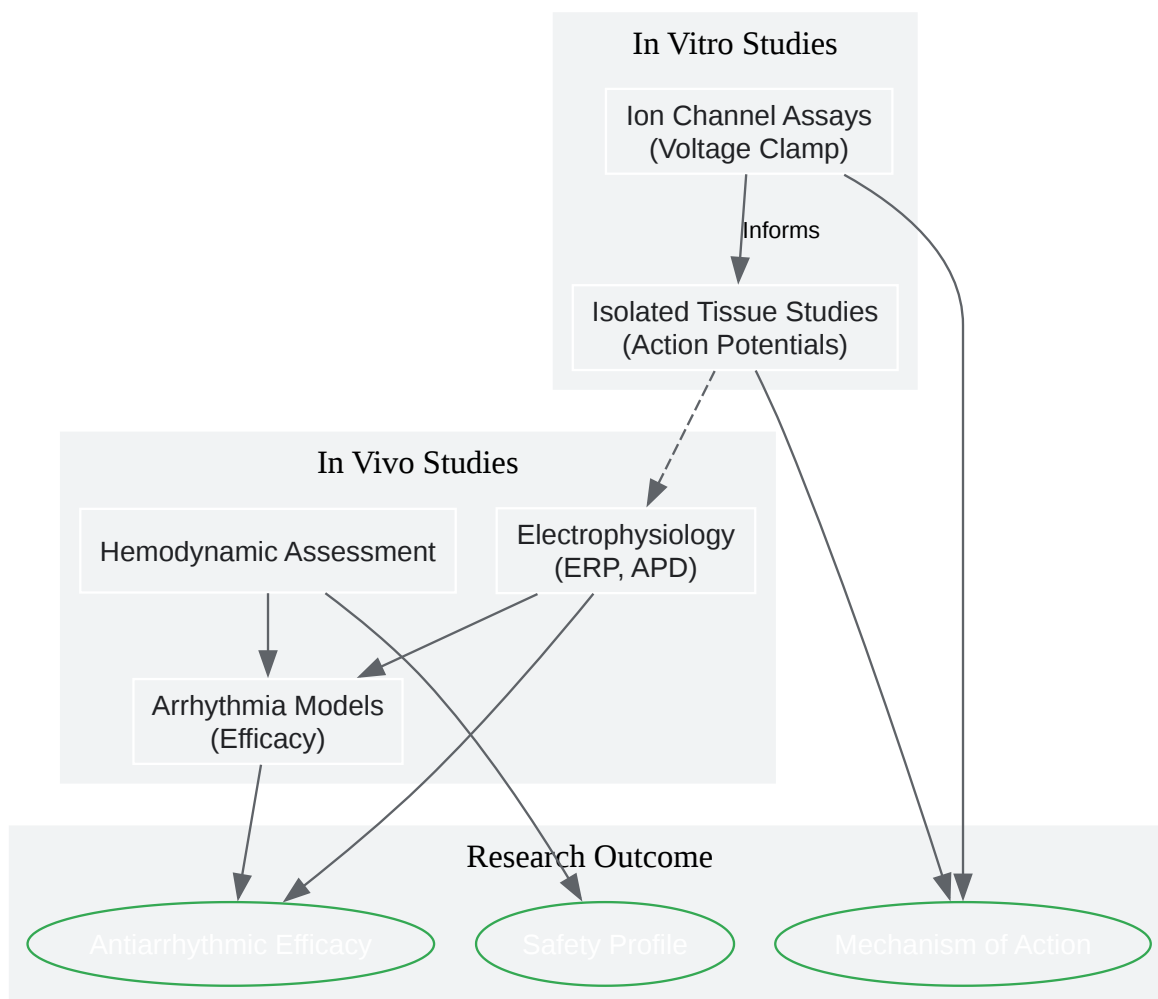 In Vitro Studies
Ion Channel Assays
(Voltage Clamp)
Informs
Isolated Tissue Studies
(Action Potentials)
In Vivo Studies
Hemodynamic Assessment
Electrophysiology
(ERP, APD)
Arrhythmia Models
(Efficacy)
Research Outcome
Antiarrhythmic Efficacy
Safety Profile
Mechanism of Action